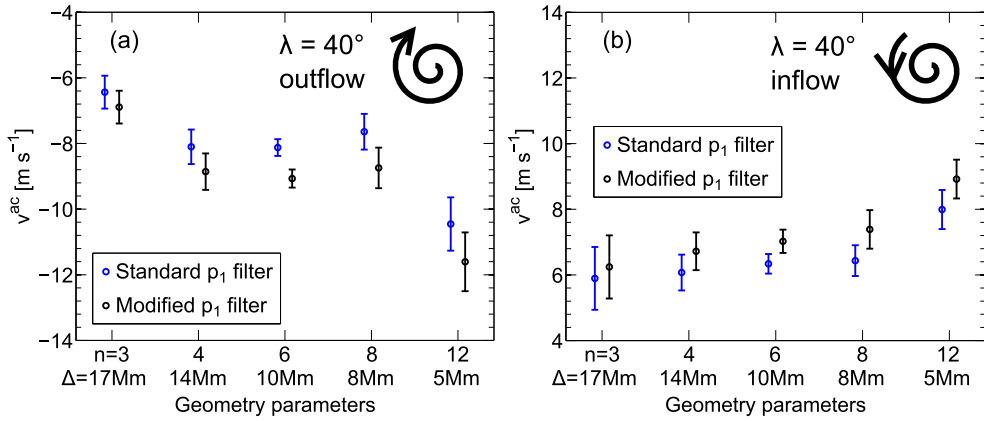 (a)
λ = 40°
outflow
v^ac [m s⁻¹]
−4
−6
−8
−10
−12
−14
Standard p₁ filter
Modified p₁ filter
n=3 4 6 8 12
Δ=17Mm 14Mm 10Mm 8Mm 5Mm
Geometry parameters
(b)
λ = 40°
inflow
v^ac [m s⁻¹]
14
12
10
8
6
4
Standard p₁ filter
Modified p₁ filter
n=3 4 6 8 12
Δ=17Mm 14Mm 10Mm 8Mm 5Mm
Geometry parameters